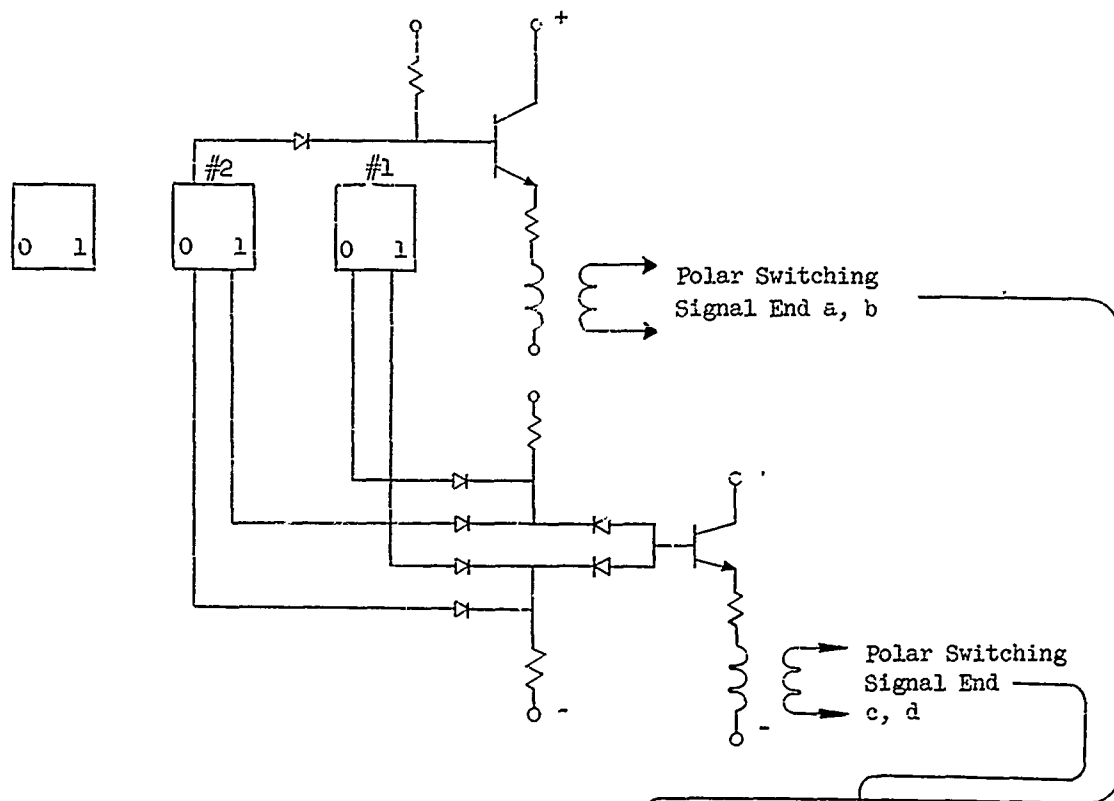 +
#2
#1
0 1
0 1
0 1
Polar Switching
Signal End a, b
Polar Switching
Signal End
c, d
-
-